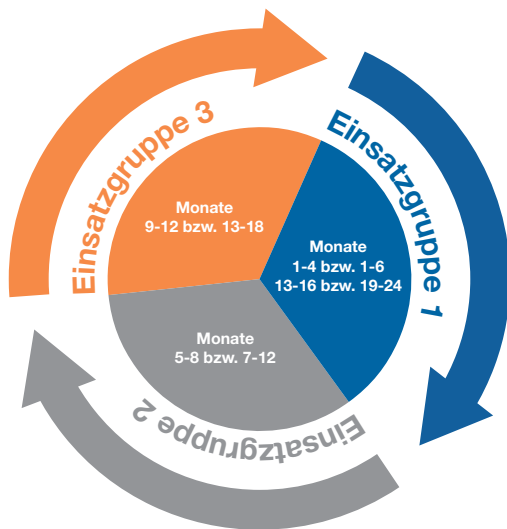 Einsatzgruppe 1
Monate
1-4 bzw. 1-6
13-16 bzw. 19-24
Einsatzgruppe 2
Monate
5-8 bzw. 7-12
Einsatzgruppe 3
Monate
9-12 bzw. 13-18